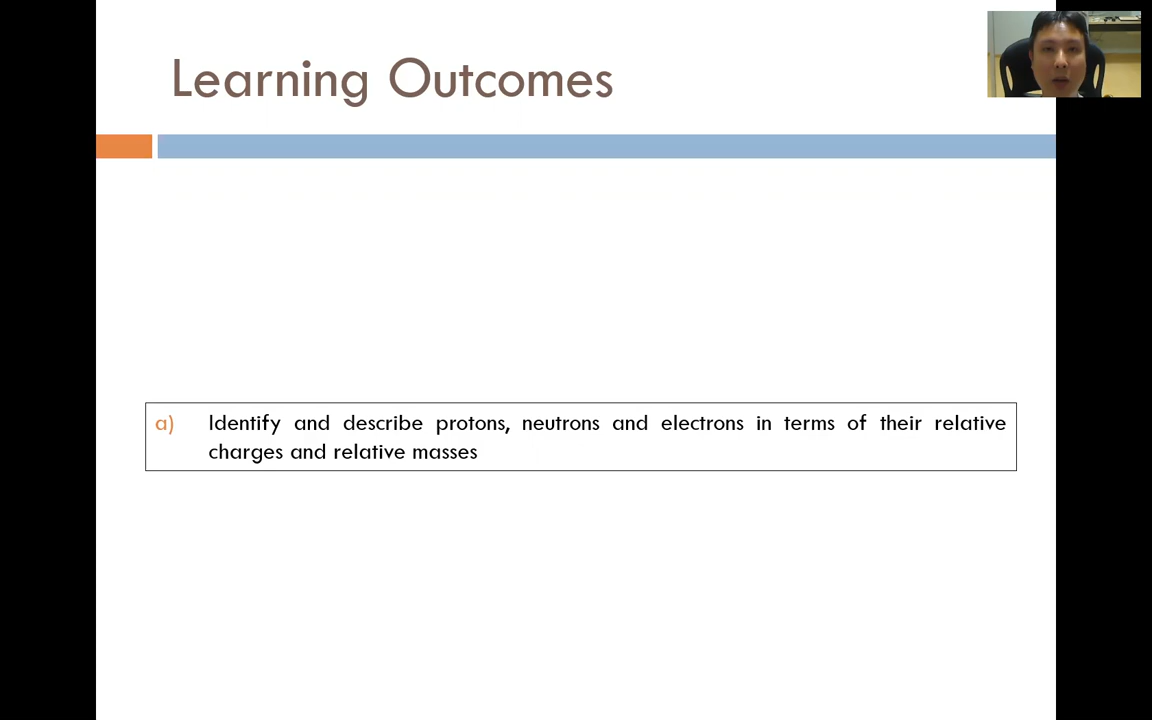 Learning Outcomes
a) Identify and describe protons, neutrons and electrons in terms of their relative
charges and relative masses